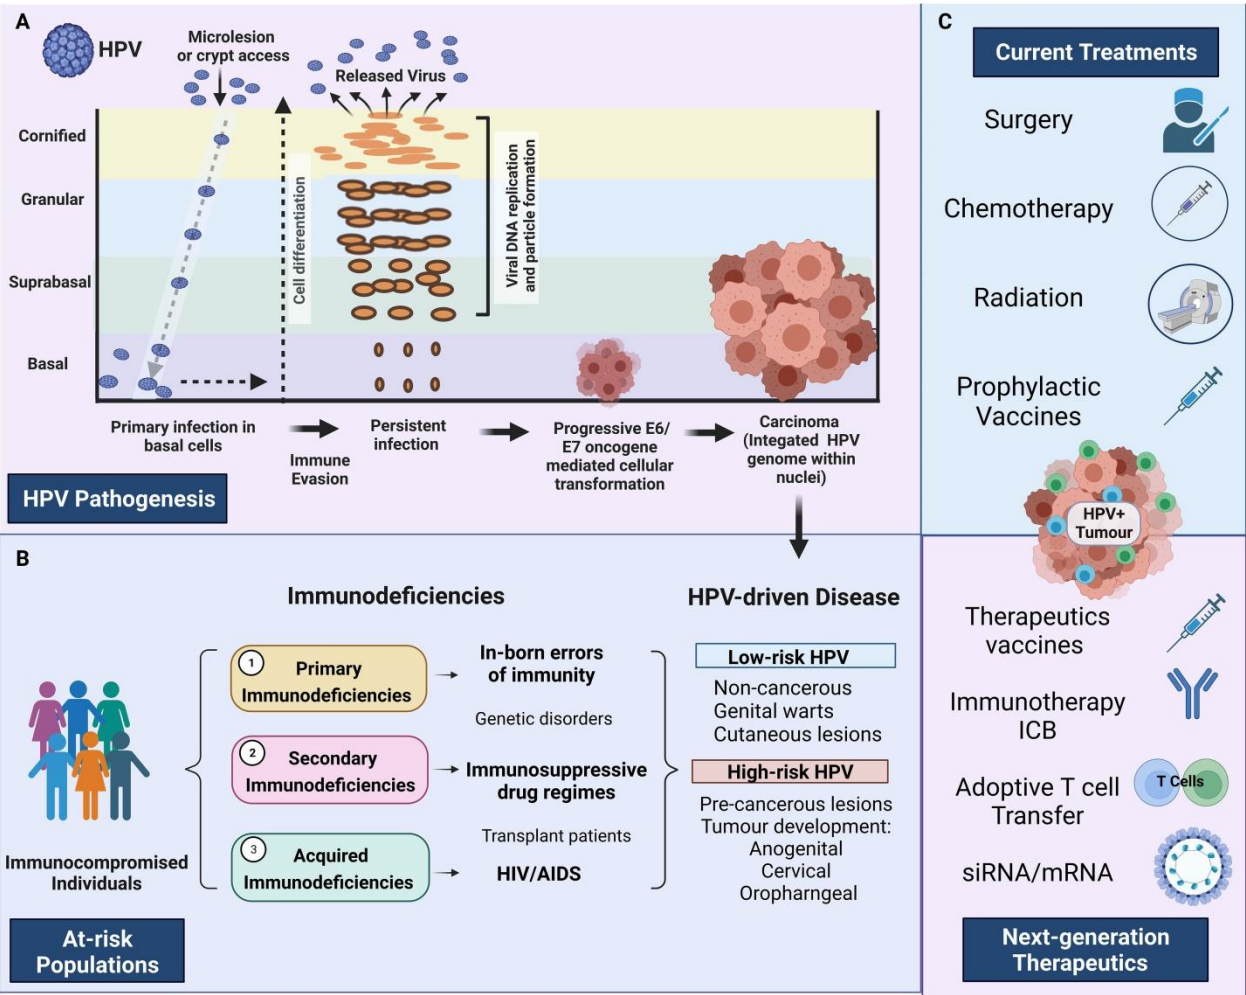 A
HPV
Microlesion
or crypt access
Released Virus
Cornified
Granular
Suprabasal
Basal
Cell differentiation
Viral DNA replication
and particle formation
Primary infection in
basal cells
Immune
Evasion
Persistent
infection
Progressive E6/
E7 oncogene
mediated cellular
transformation
Carcinoma
(Integated HPV
genome within
nuclei)
HPV Pathogenesis
B
Immunodeficiencies
HPV-driven Disease
Immunocompromised
Individuals
At-risk
Populations
1
Primary
Immunodeficiencies
In-born errors
of immunity
Genetic disorders
2
Secondary
Immunodeficiencies
Immunosuppressive
drug regimes
Transplant patients
3
Acquired
Immunodeficiencies
HIV/AIDS
Low-risk HPV
Non-cancerous
Genital warts
Cutaneous lesions
High-risk HPV
Pre-cancerous lesions
Tumour development:
Anogenital
Cervical
Oropharngeal
C
Current Treatments
Surgery
Chemotherapy
Radiation
Prophylactic
Vaccines
HPV+
Tumour
Therapeutics
vaccines
Immunotherapy
ICB
Adoptive T cell
Transfer
T Cells
siRNA/mRNA
Next-generation
Therapeutics